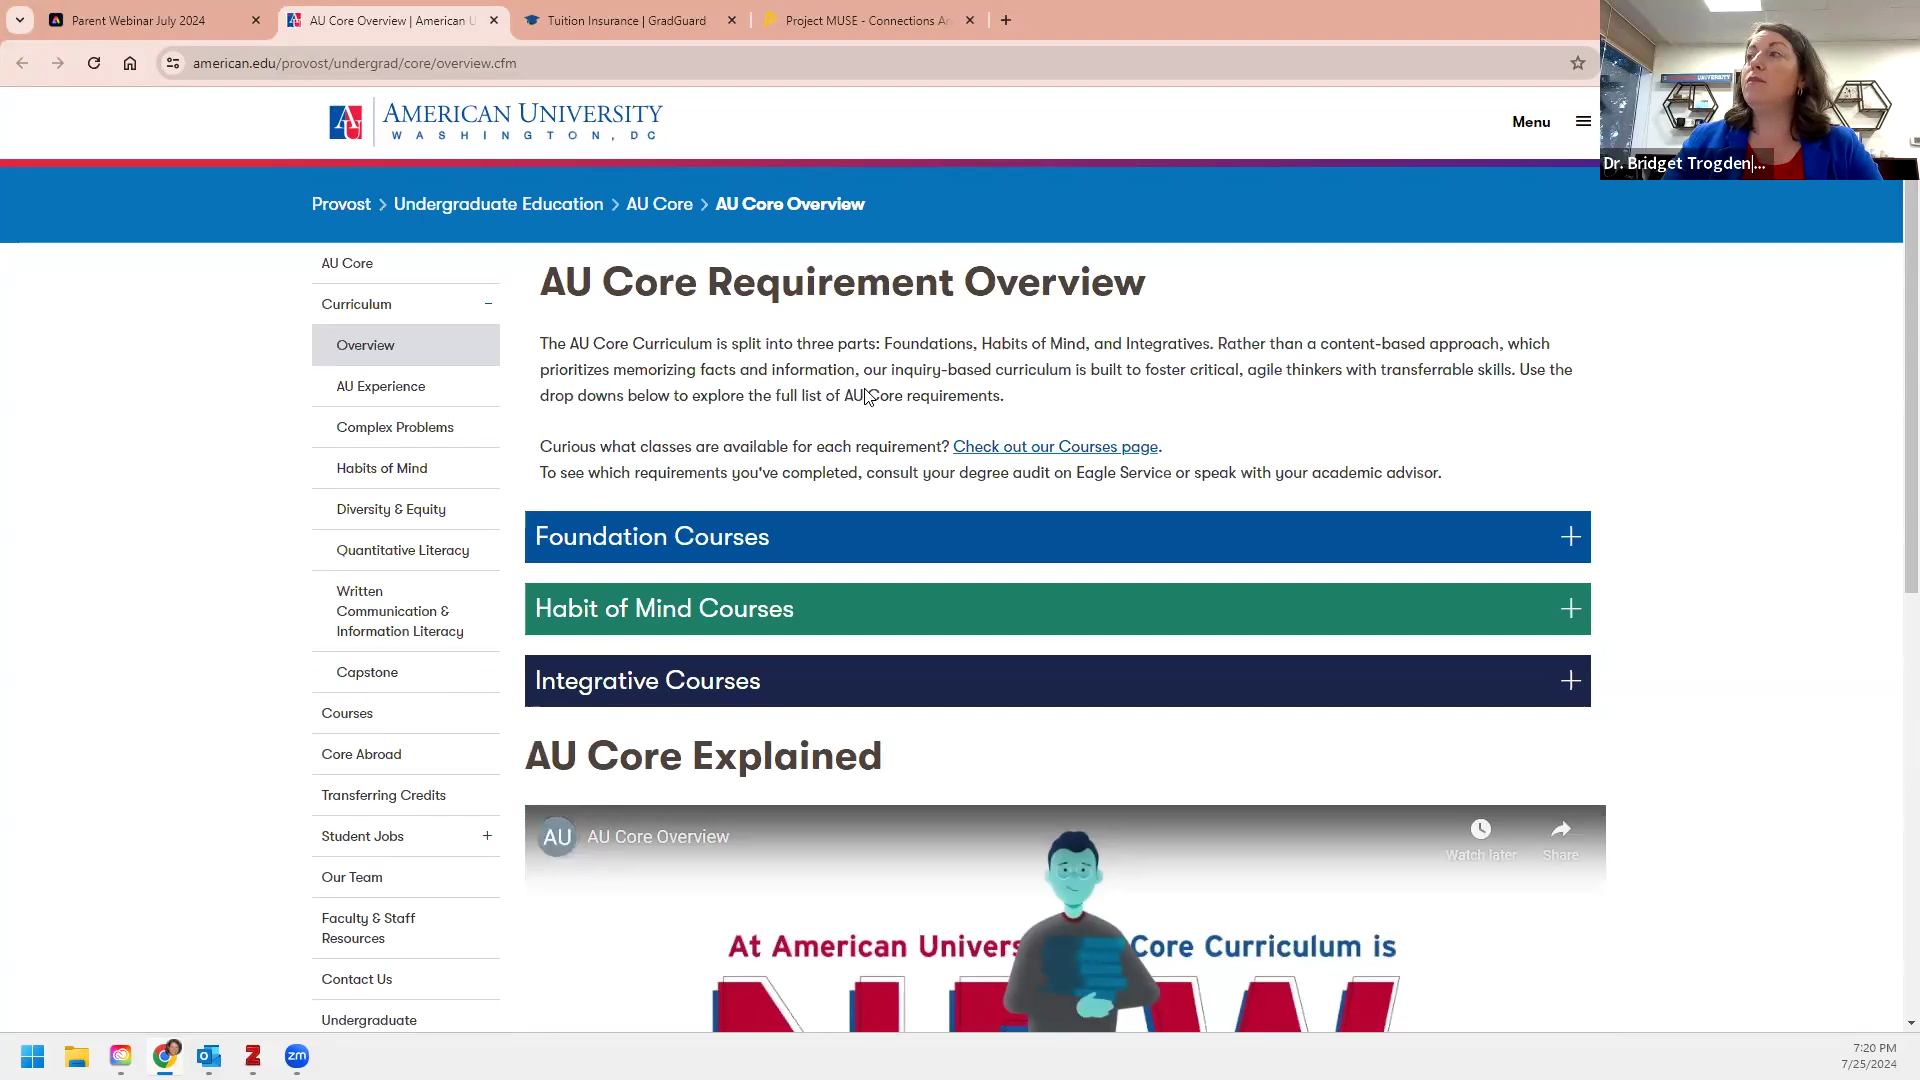 Parent Webinar July 2024
AU Core Overview | American U
Tuition Insurance | GradGuard
Project MUSE - Connections An
american.edu/provost/undergrad/core/overview.cfm
AU
AMERICAN UNIVERSITY
WASHINGTON, DC
Menu
UNIVERSITY
Dr. Bridget Trogden|...
Provost > Undergraduate Education > AU Core > AU Core Overview
AU Core
Curriculum
Overview
AU Experience
Complex Problems
Habits of Mind
Diversity & Equity
Quantitative Literacy
Written
Communication &
Information Literacy
Capstone
Courses
Core Abroad
Transferring Credits
Student Jobs
Our Team
Faculty & Staff
Resources
Contact Us
Undergraduate
AU Core Requirement Overview
The AU Core Curriculum is split into three parts: Foundations, Habits of Mind, and Integratives. Rather than a content-based approach, which
prioritizes memorizing facts and information, our inquiry-based curriculum is built to foster critical, agile thinkers with transferrable skills. Use the
drop downs below to explore the full list of AU Core requirements.
Curious what classes are available for each requirement? Check out our Courses page.
To see which requirements you've completed, consult your degree audit on Eagle Service or speak with your academic advisor.
Foundation Courses
Habit of Mind Courses
Integrative Courses
AU Core Explained
AU
AU Core Overview
Watch later
Share
At American Univers Core Curriculum is
NEW
zm
7:20 PM
7/25/2024